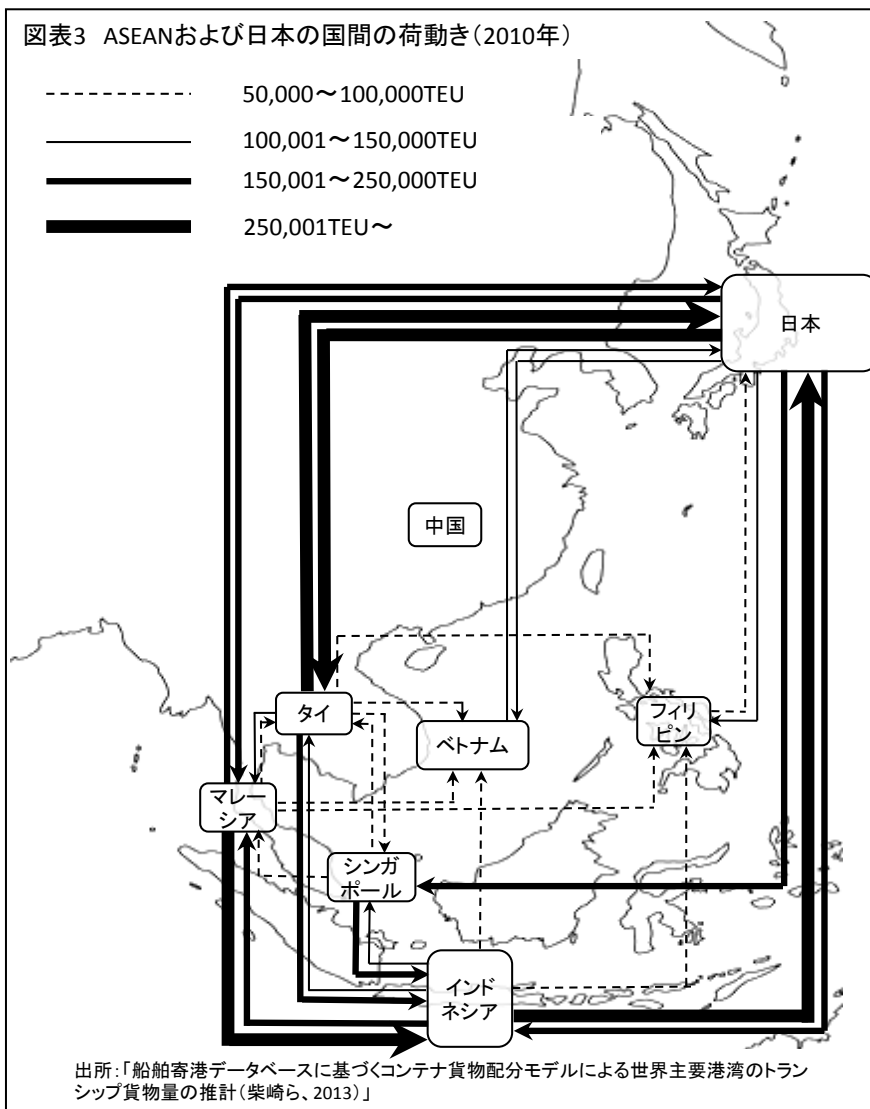 図表3 ASEANおよび日本の国間の荷動き(2010年)
50,000～100,000TEU
100,001～150,000TEU
150,001～250,000TEU
250,001TEU～
日本
中国
タイ
ベトナム
フィリ
ピン
マレー
シア
シンガ
ポール
インド
ネシア
出所:「船舶寄港データベースに基づくコンテナ貨物配分モデルによる世界主要港湾のトラン
シップ貨物量の推計(柴崎ら、2013)」